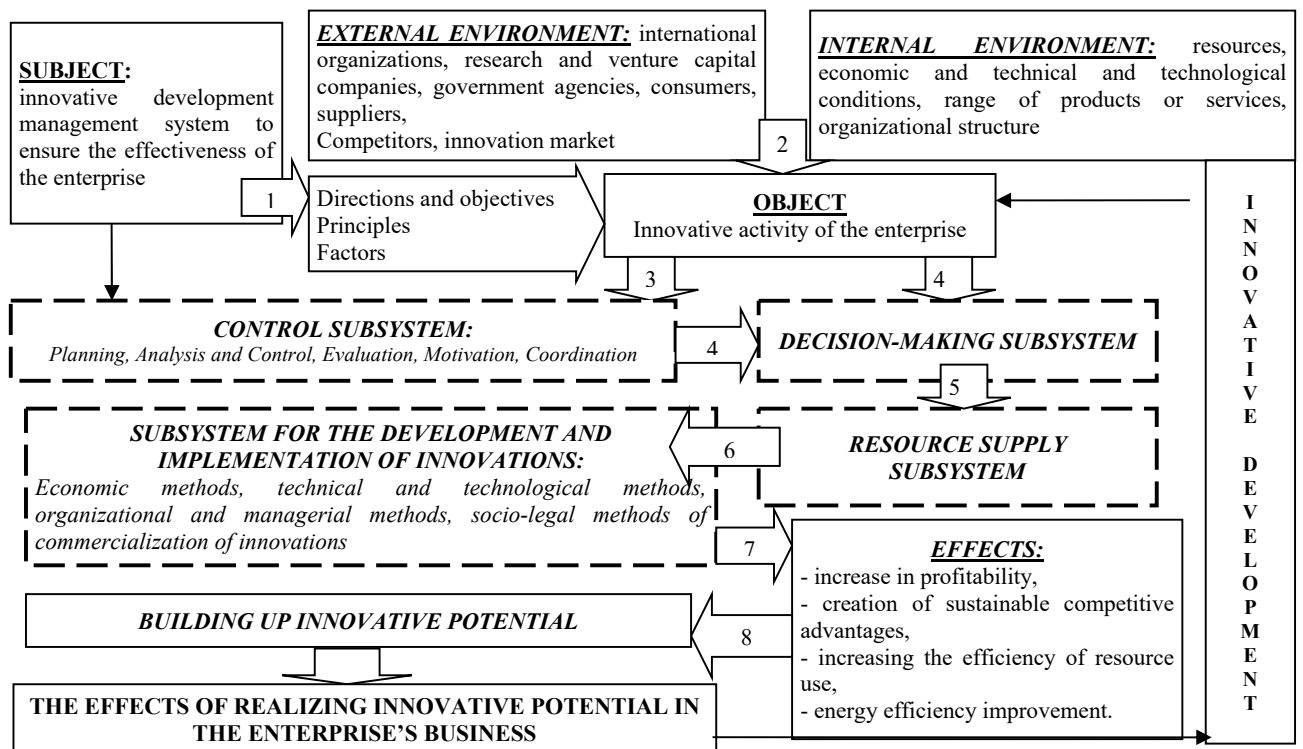 SUBJECT:
innovative development
management system to
ensure the effectiveness of
the enterprise
EXTERNAL ENVIRONMENT: international
organizations, research and venture capital
companies, government agencies, consumers,
suppliers,
Competitors, innovation market
INTERNAL ENVIRONMENT: resources,
economic and technical and technological
conditions, range of products or services,
organizational structure
2
1
Directions and objectives
Principles
Factors
OBJECT
Innovative activity of the enterprise
3
4
CONTROL SUBSYSTEM:
Planning, Analysis and Control, Evaluation, Motivation, Coordination
4
DECISION-MAKING SUBSYSTEM
5
SUBSYSTEM FOR THE DEVELOPMENT AND
IMPLEMENTATION OF INNOVATIONS:
Economic methods, technical and technological methods,
organizational and managerial methods, socio-legal methods of
commercialization of innovations
6
RESOURCE SUPPLY
SUBSYSTEM
7
EFFECTS:
- increase in profitability,
- creation of sustainable competitive
advantages,
- increasing the efficiency of resource
use,
- energy efficiency improvement.
8
BUILDING UP INNOVATIVE POTENTIAL
THE EFFECTS OF REALIZING INNOVATIVE POTENTIAL IN
THE ENTERPRISE'S BUSINESS
INNOVATIVE DEVELOPMENT